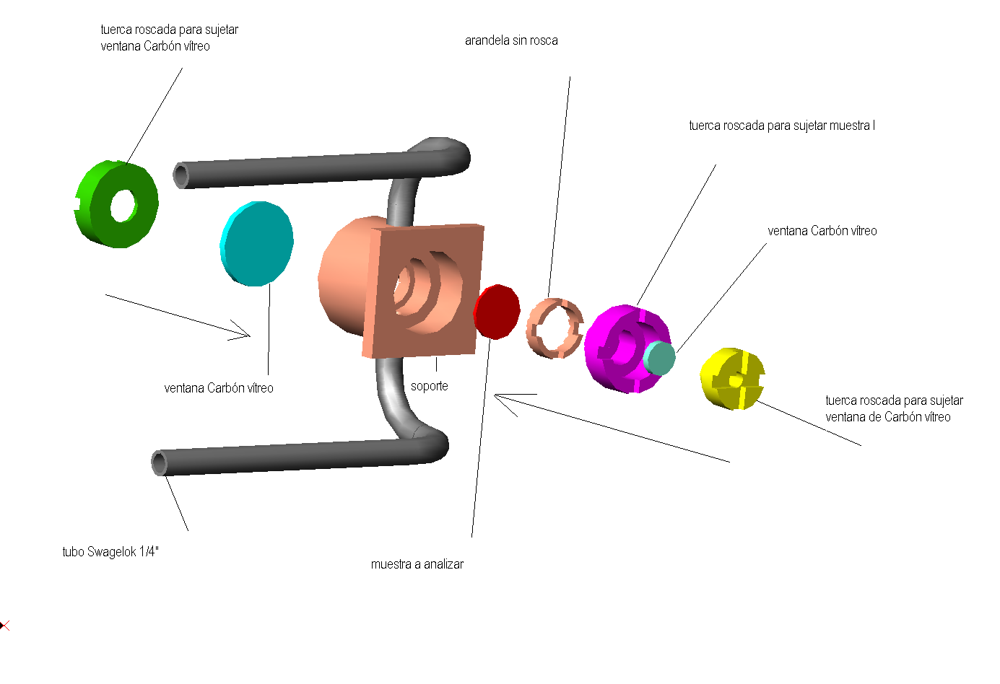 tuerca roscada para sujetar
ventana Carbón vítreo
arandela sin rosca
tuerca roscada para sujetar muestra l
ventana Carbón vítreo
ventana Carbón vítreo
soporte
tuerca roscada para sujetar
ventana de Carbón vítreo
tubo Swagelok 1/4"
muestra a analizar